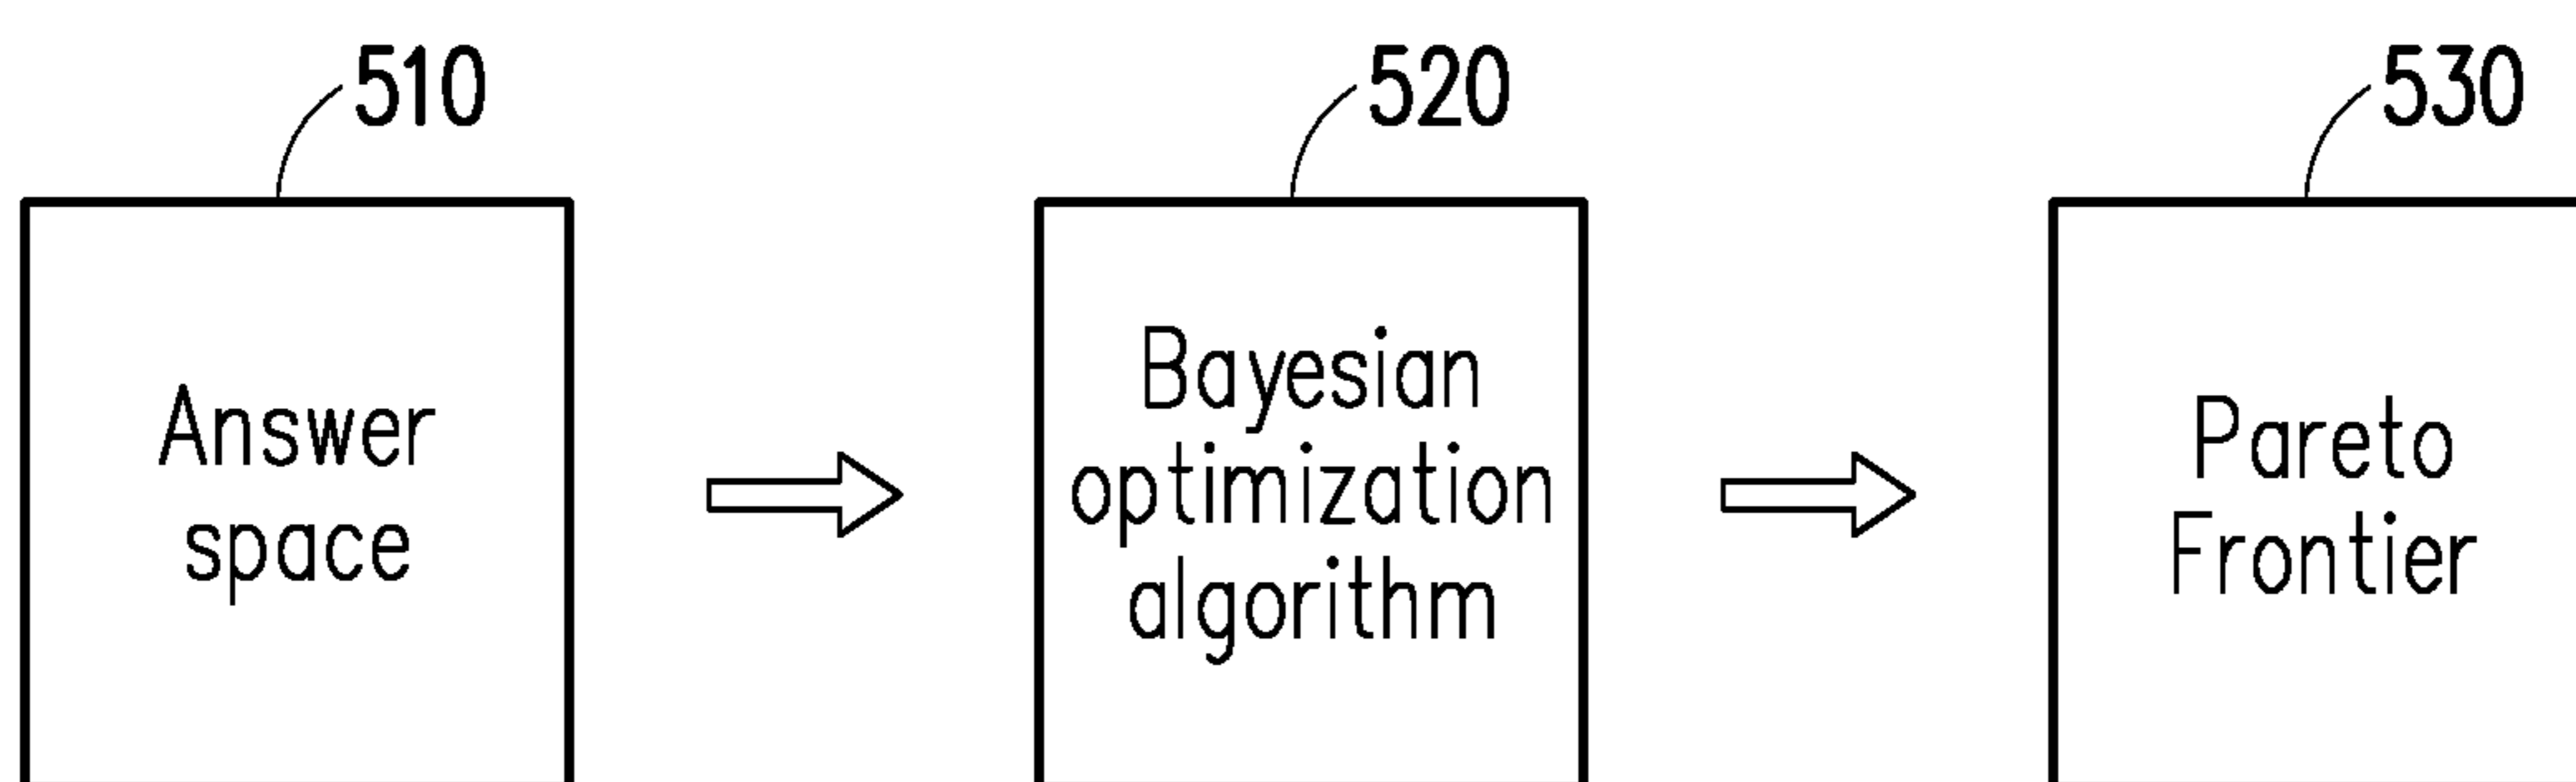 510
520
530
Answer
space
Bayesian
optimization
algorithm
Pareto
Frontier